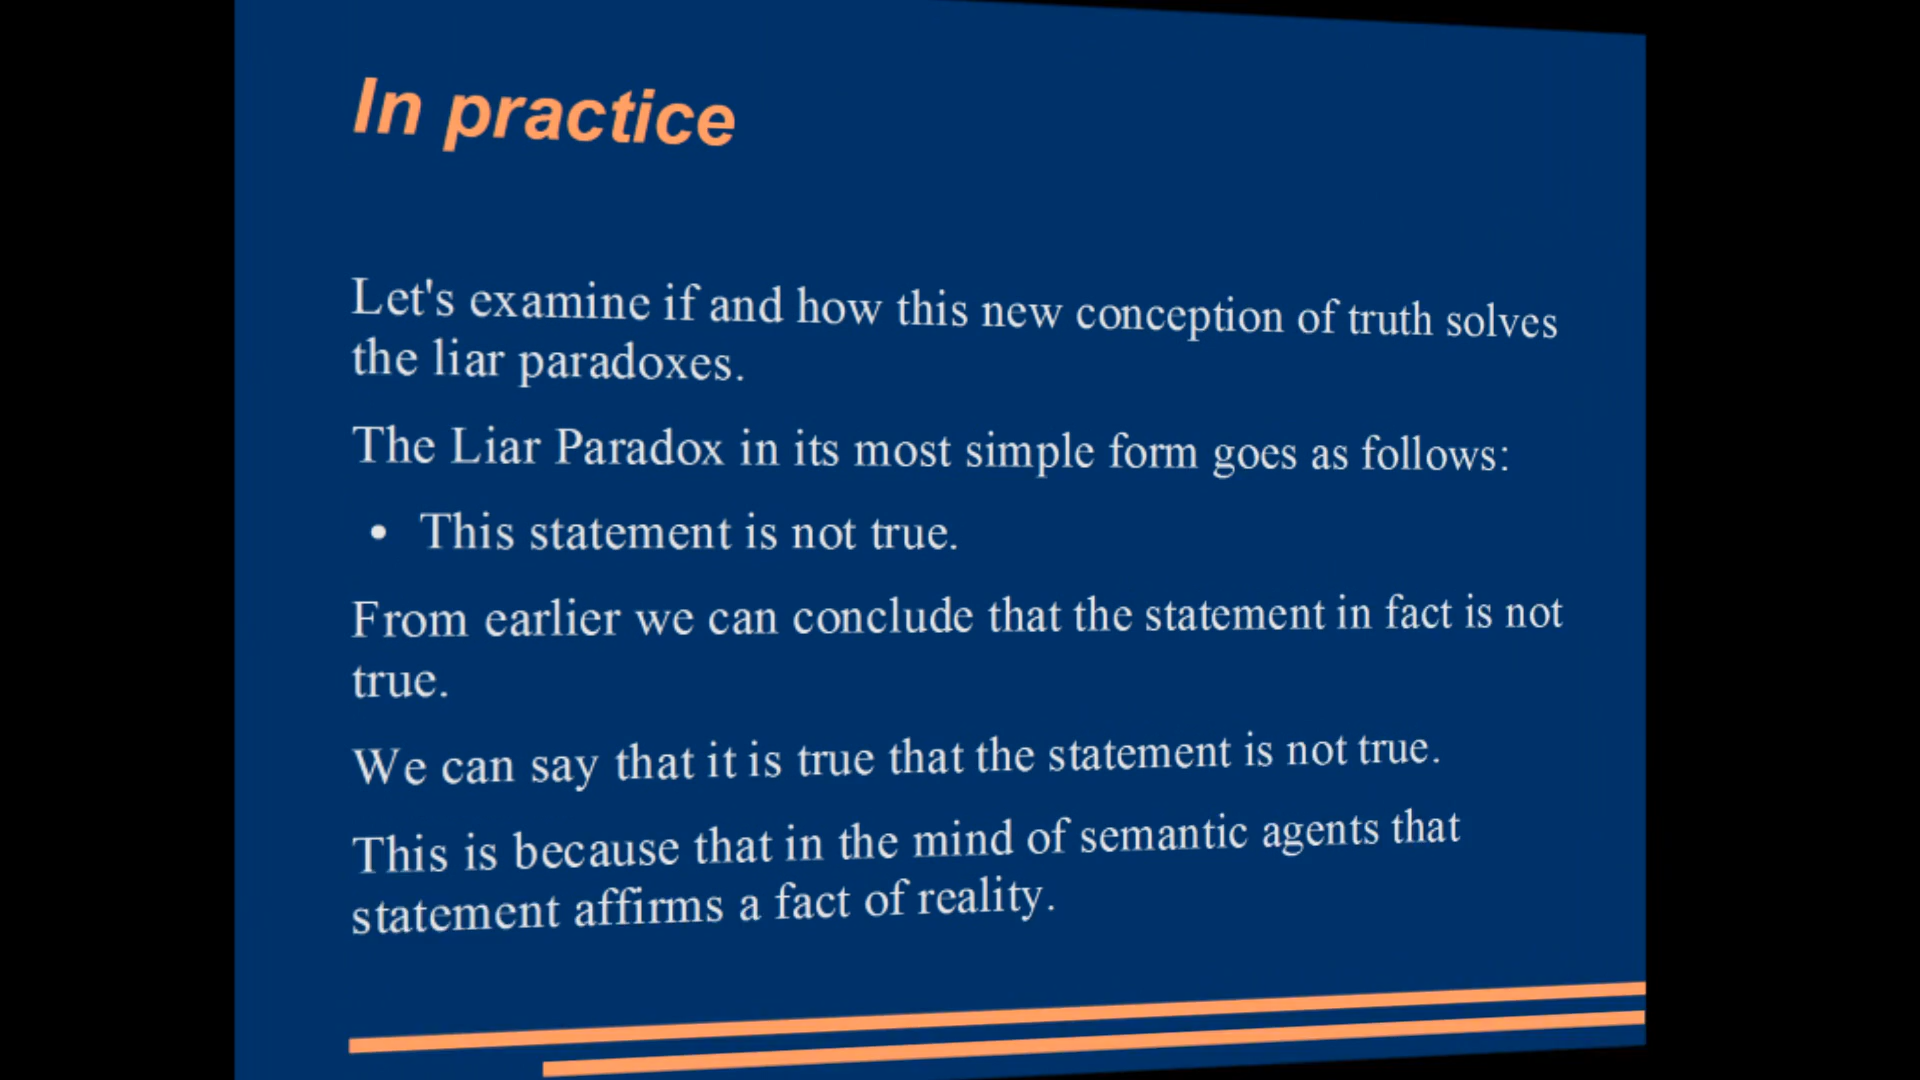 In practice
Let's examine if and how this new conception of truth solves
the liar paradoxes.
The Liar Paradox in its most simple form goes as follows:
• This statement is not true.
From earlier we can conclude that the statement in fact is not
true.
We can say that it is true that the statement is not true.
This is because that in the mind of semantic agents that
statement affirms a fact of reality.